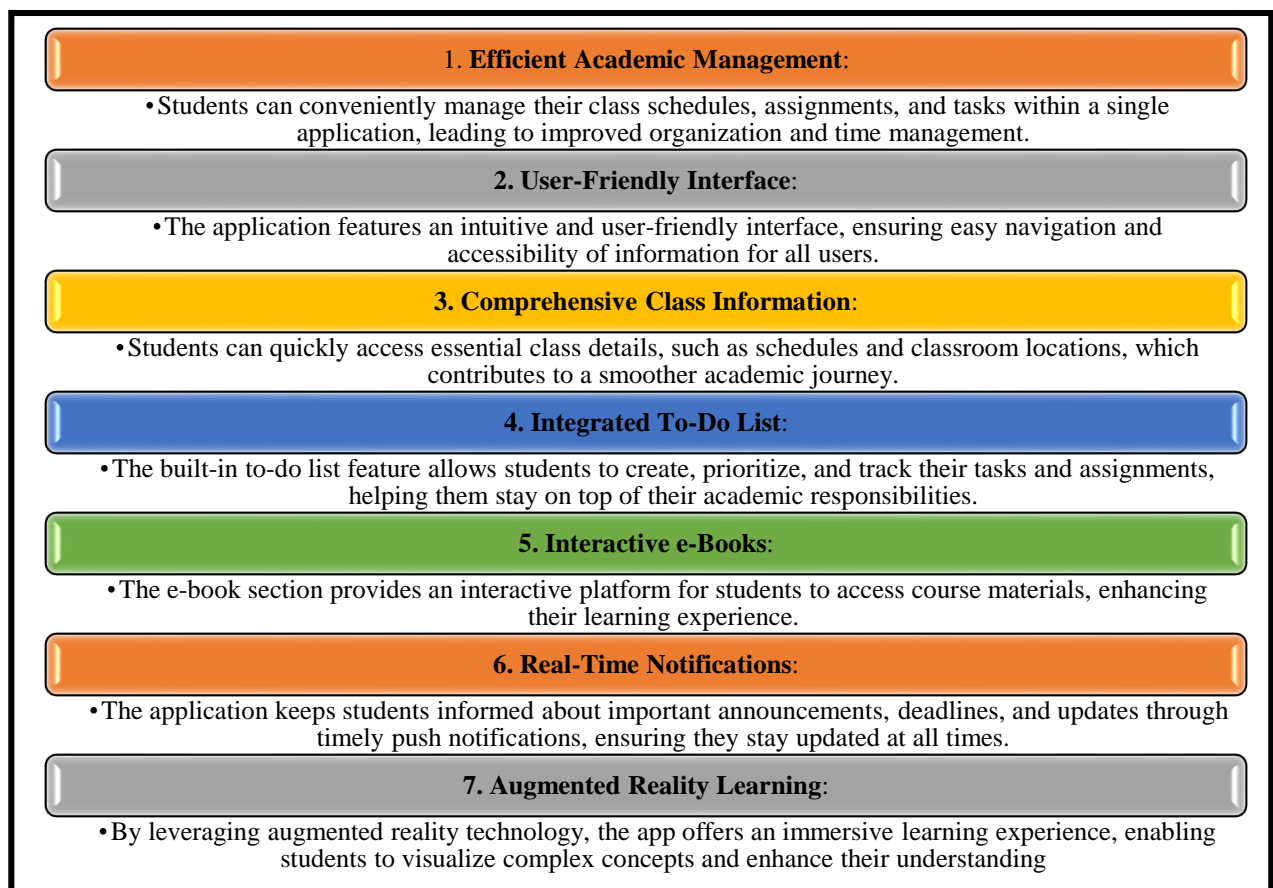 1. Efficient Academic Management:
•Students can conveniently manage their class schedules, assignments, and tasks within a single
application, leading to improved organization and time management.
2. User-Friendly Interface:
•The application features an intuitive and user-friendly interface, ensuring easy navigation and
accessibility of information for all users.
3. Comprehensive Class Information:
•Students can quickly access essential class details, such as schedules and classroom locations, which
contributes to a smoother academic journey.
4. Integrated To-Do List:
•The built-in to-do list feature allows students to create, prioritize, and track their tasks and assignments,
helping them stay on top of their academic responsibilities.
5. Interactive e-Books:
•The e-book section provides an interactive platform for students to access course materials, enhancing
their learning experience.
6. Real-Time Notifications:
•The application keeps students informed about important announcements, deadlines, and updates through
timely push notifications, ensuring they stay updated at all times.
7. Augmented Reality Learning:
•By leveraging augmented reality technology, the app offers an immersive learning experience, enabling
students to visualize complex concepts and enhance their understanding